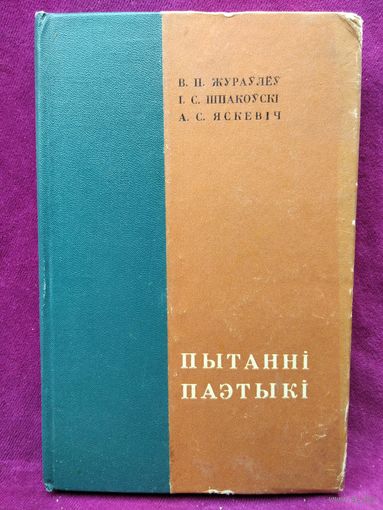 В. П. ЖУРАЎЛЁЎ
І. С. ШПАКОЎСКІ
А. С. ЯСКЕВІЧ
ПЫТАННІ
ПАЭТЫКІ